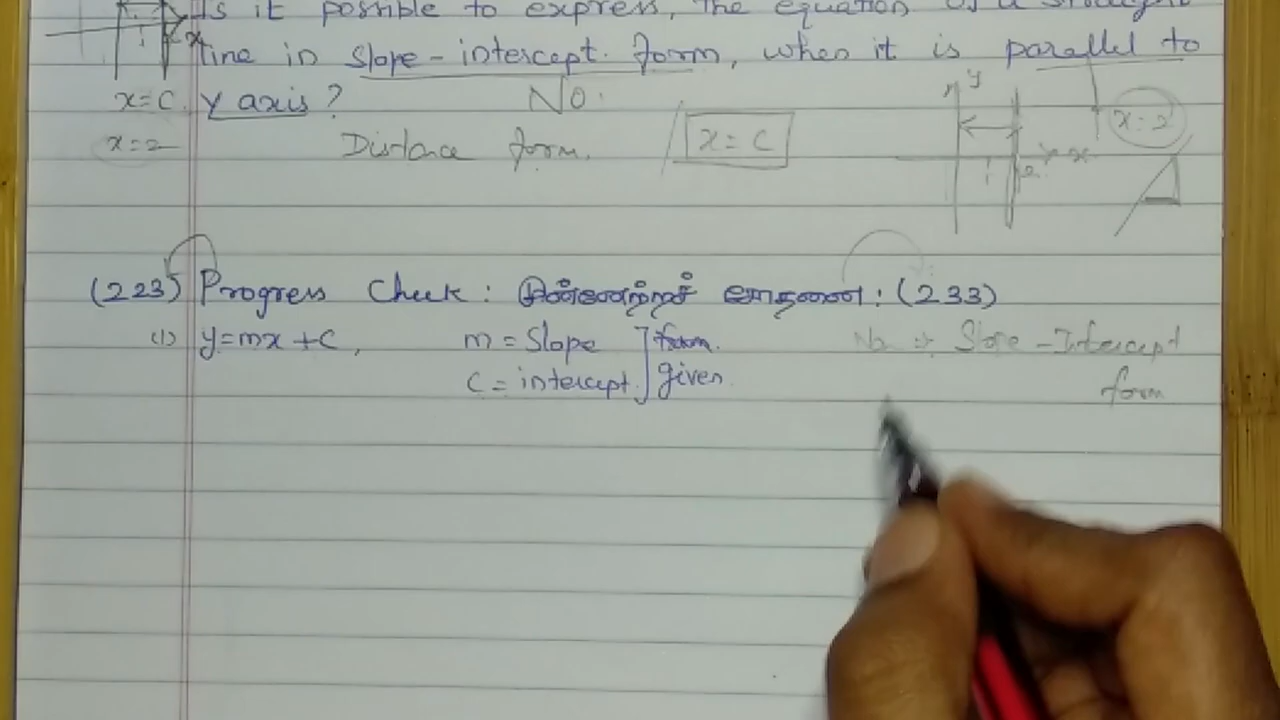 Is it possible to express, the equation of a straight
line in slope-intercept. form, when it is parallel to
x=C. Y axis? No.
x=2 Distance form. x = C
y
x=2
x
(223) Progress Check: முன்னேற்றச் சோதனை: (233)
(1) y=mx+C, m = Slope ] form. Slope-Intercept
C = intercept. ] given. form